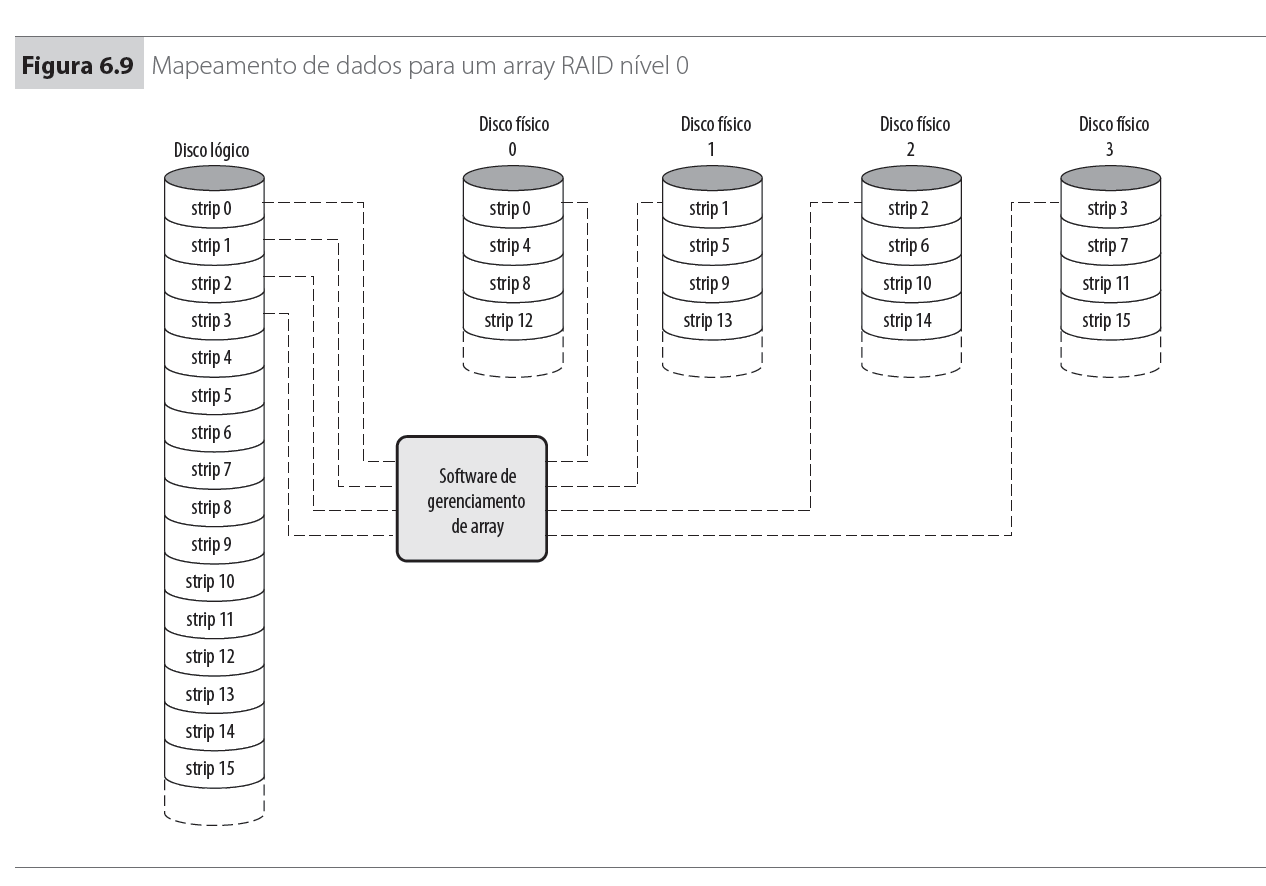 Figura 6.9 Mapeamento de dados para um array RAID nível 0
Disco lógico
strip 0
strip 1
strip 2
strip 3
strip 4
strip 5
strip 6
strip 7
strip 8
strip 9
strip 10
strip 11
strip 12
strip 13
strip 14
strip 15
Software de
gerenciamento
de array
Disco físico
0
strip 0
strip 4
strip 8
strip 12
Disco físico
1
strip 1
strip 5
strip 9
strip 13
Disco físico
2
strip 2
strip 6
strip 10
strip 14
Disco físico
3
strip 3
strip 7
strip 11
strip 15